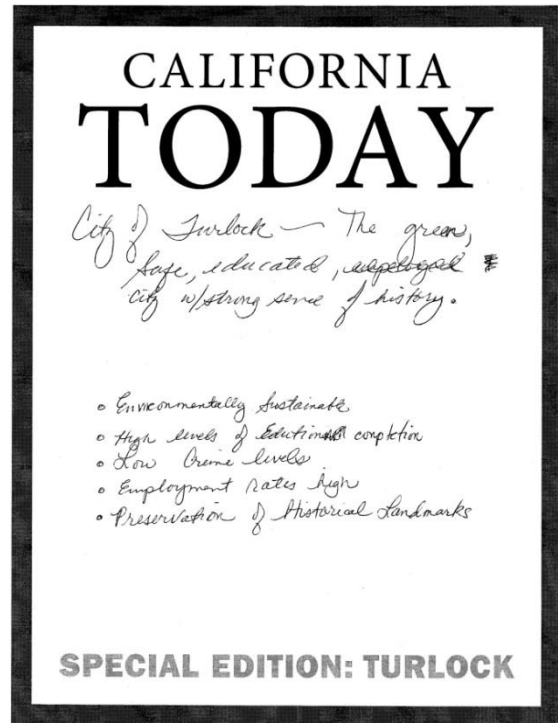 CALIFORNIA
TODAY
City of Turlock — The green,
safe, educated,
city w/strong sense of history.
• Environmentally Sustainable
• High levels of Edution completion
• Low Crime levels
• Employment rates high
• Preservation of Historical Landmarks
SPECIAL EDITION: TURLOCK